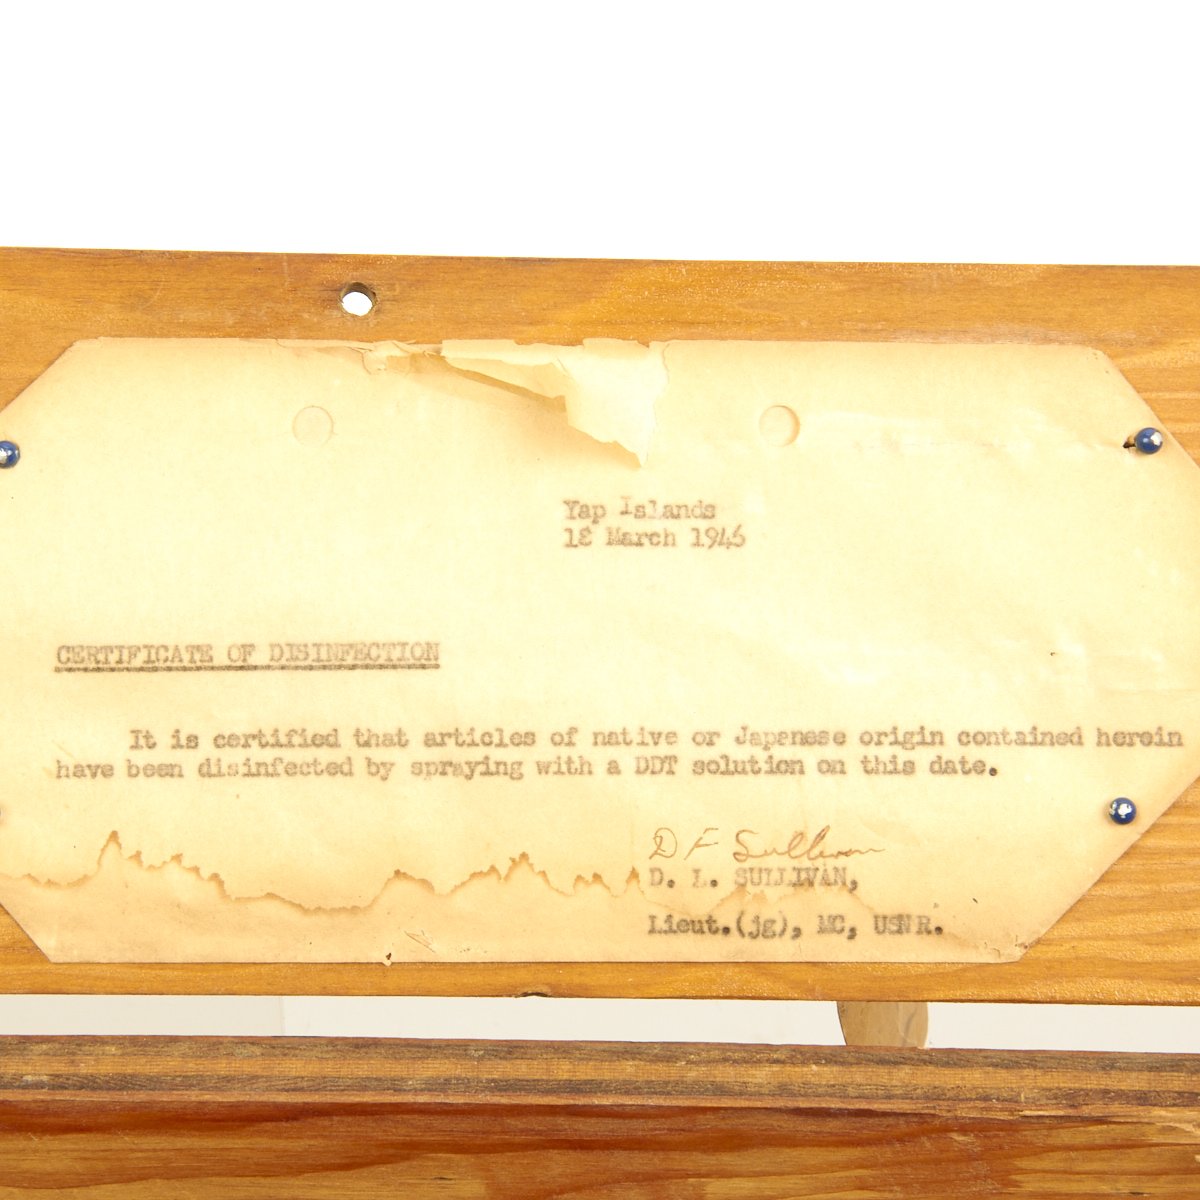 Yap Islands
18 March 1946
CERTIFICATE OF DISINFECTION
It is certified that articles of native or Japanese origin contained herein
have been disinfected by spraying with a DDT solution on this date.
D F Sullivan
D. L. SULLIVAN,
Lieut.(jg), MC, USNR.